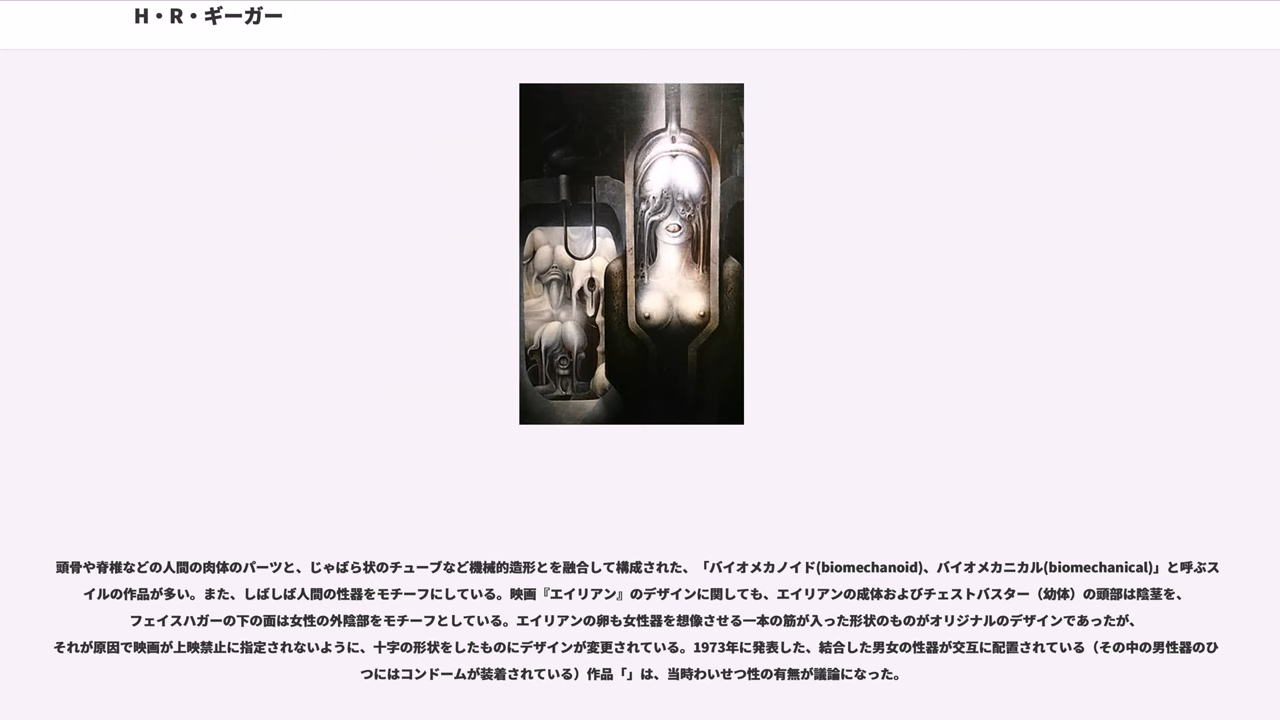 H・R・ギーガー
頭骨や脊椎などの人間の肉体のパーツと、じゃばら状のチューブなど機械的造形とを融合して構成された、「バイオメカノイド(biomechanoid)、バイオメカニカル(biomechanical)」と呼ぶス
イルの作品が多い。また、しばしば人間の性器をモチーフにしている。映画『エイリアン』のデザインに関しても、エイリアンの成体およびチェストバスター（幼体）の頭部は陰茎を、
フェイスハガーの下の面は女性の外陰部をモチーフとしている。エイリアンの卵も女性器を想像させる一本の筋が入った形状のものがオリジナルのデザインであったが、
それが原因で映画が上映禁止に指定されないように、十字の形状をしたものにデザインが変更されている。1973年に発表した、結合した男女の性器が交互に配置されている（その中の男性器のひ
つにはコンドームが装着されている）作品「」は、当時わいせつ性の有無が議論になった。